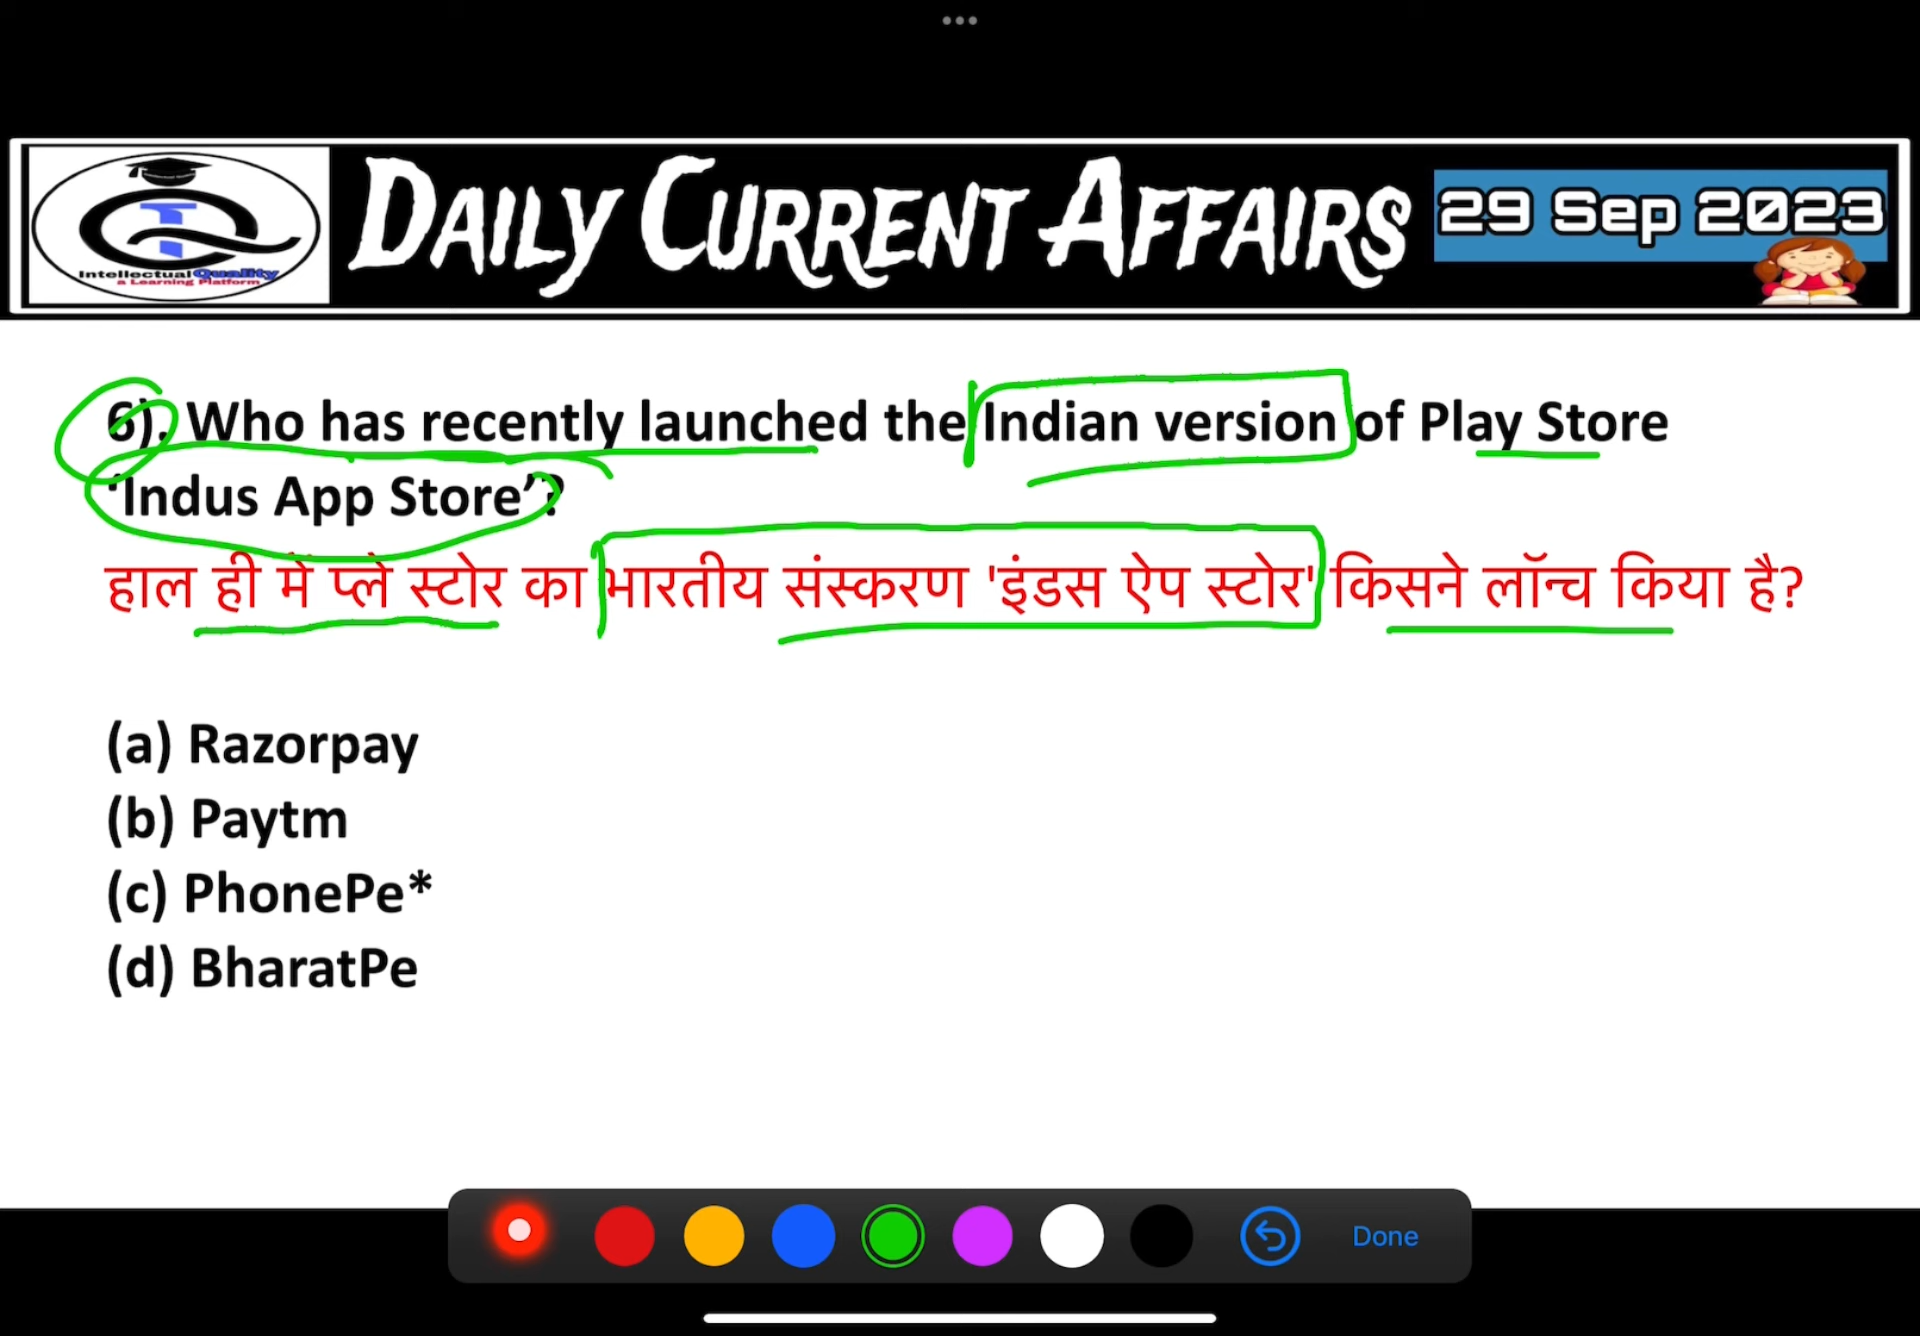 Intellectual Quality
a Learning Platform
DAILY CURRENT AFFAIRS
29 Sep 2023
6). Who has recently launched the Indian version of Play Store
‘Indus App Store’?
हाल ही में प्ले स्टोर का भारतीय संस्करण 'इंडस ऐप स्टोर' किसने लॉन्च किया है?
(a) Razorpay
(b) Paytm
(c) PhonePe*
(d) BharatPe
Done